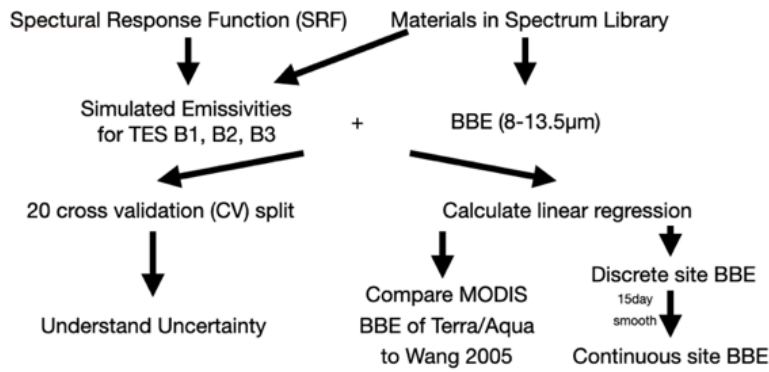 Spectural Response Function (SRF)
Materials in Spectrum Library
Simulated Emissivities
for TES B1, B2, B3
+
BBE (8-13.5μm)
20 cross validation (CV) split
Calculate linear regression
Understand Uncertainty
Compare MODIS
BBE of Terra/Aqua
to Wang 2005
Discrete site BBE
15day
smooth
Continuous site BBE